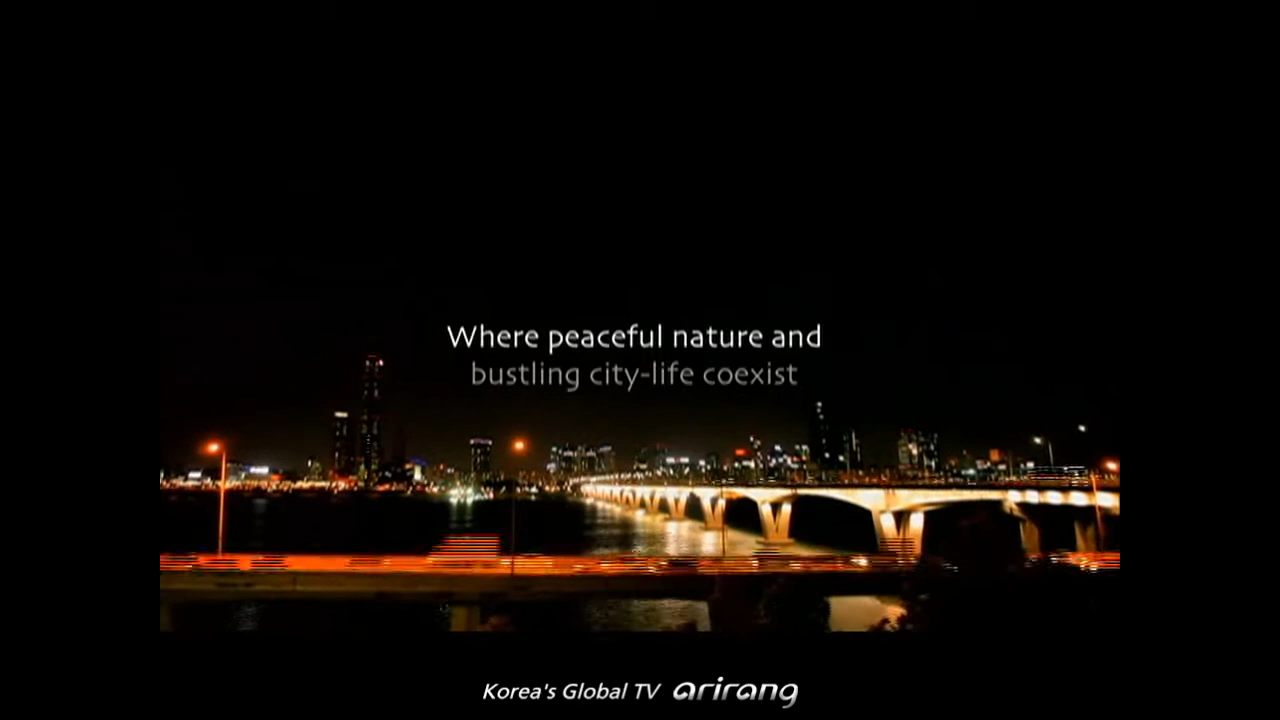 Where peaceful nature and
bustling city-life coexist
Korea's Global TV arirang